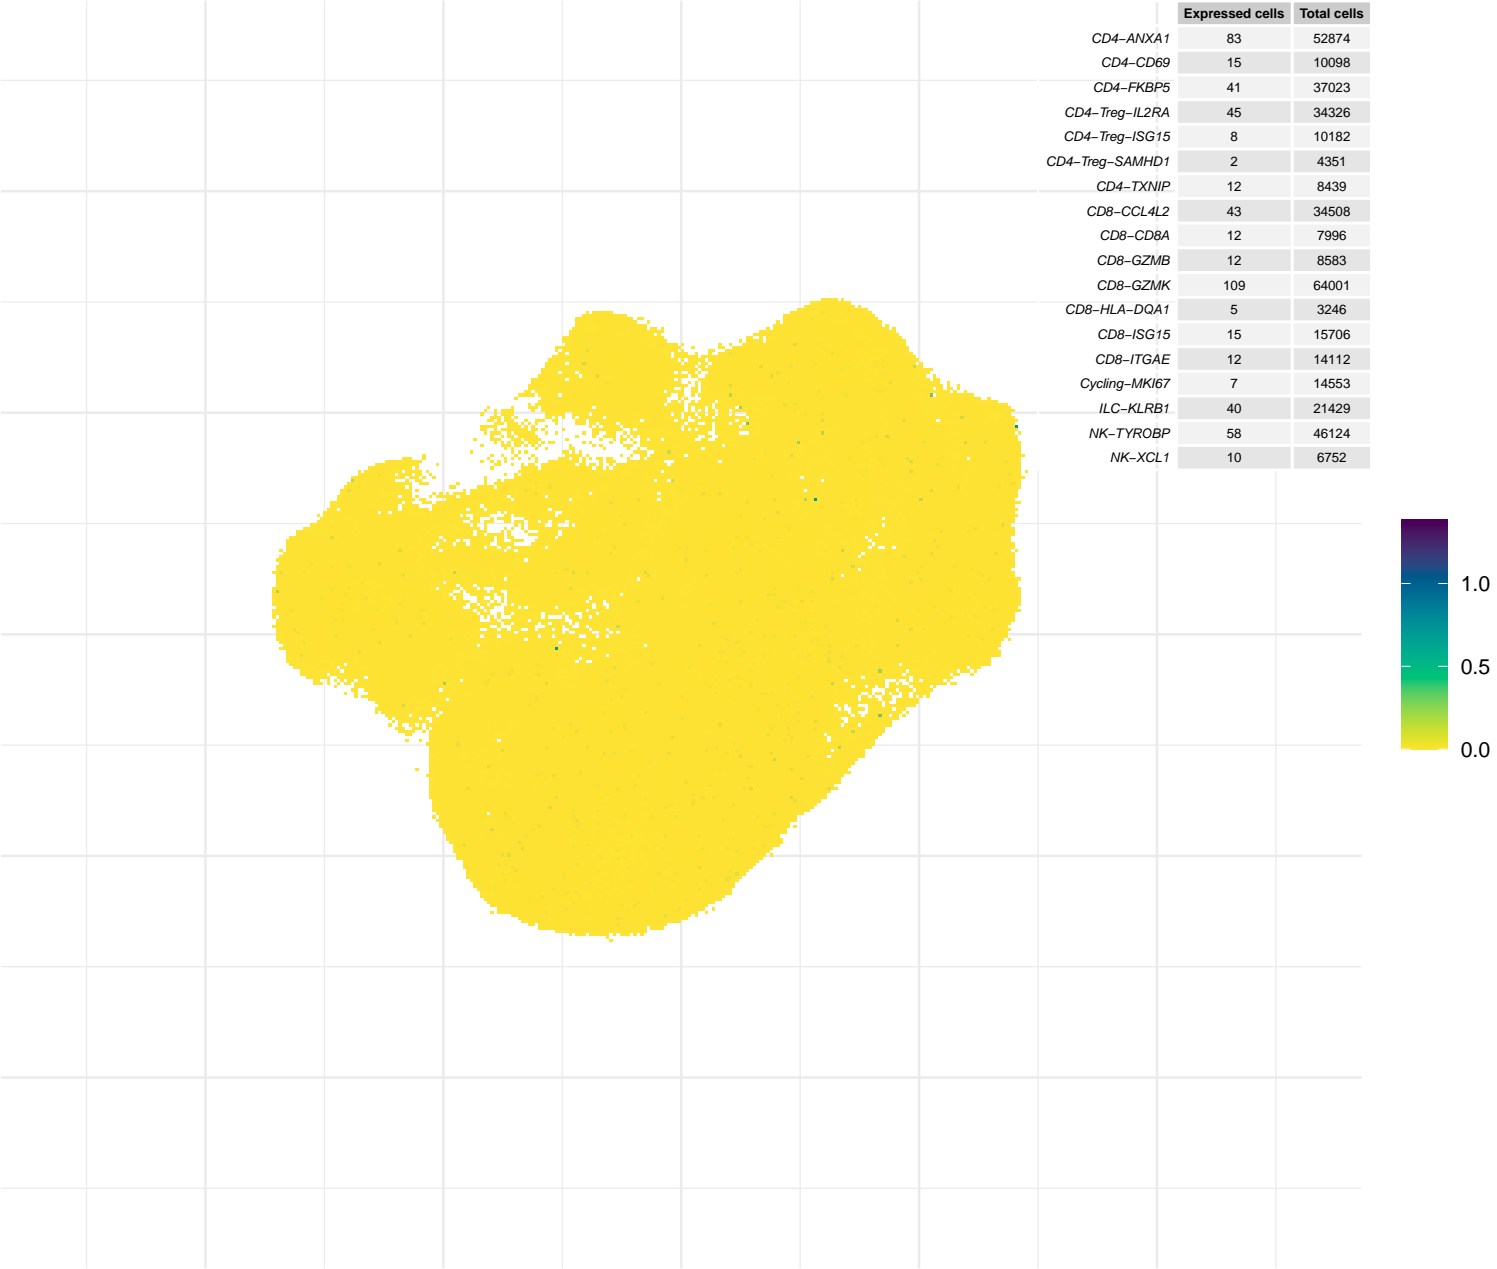 Expressed cells Total cells
CD4−ANXA1 83 52874
CD4−CD69 15 10098
CD4−FKBP5 41 37023
CD4−Treg−IL2RA 45 34326
CD4−Treg−ISG15 8 10182
CD4−Treg−SAMHD1 2 4351
CD4−TXNIP 12 8439
CD8−CCL4L2 43 34508
CD8−CD8A 12 7996
CD8−GZMB 12 8583
CD8−GZMK 109 64001
CD8−HLA−DQA1 5 3246
CD8−ISG15 15 15706
CD8−ITGAE 12 14112
Cycling−MKI67 7 14553
ILC−KLRB1 40 21429
NK−TYROBP 58 46124
NK−XCL1 10 6752
1.0
0.5
0.0